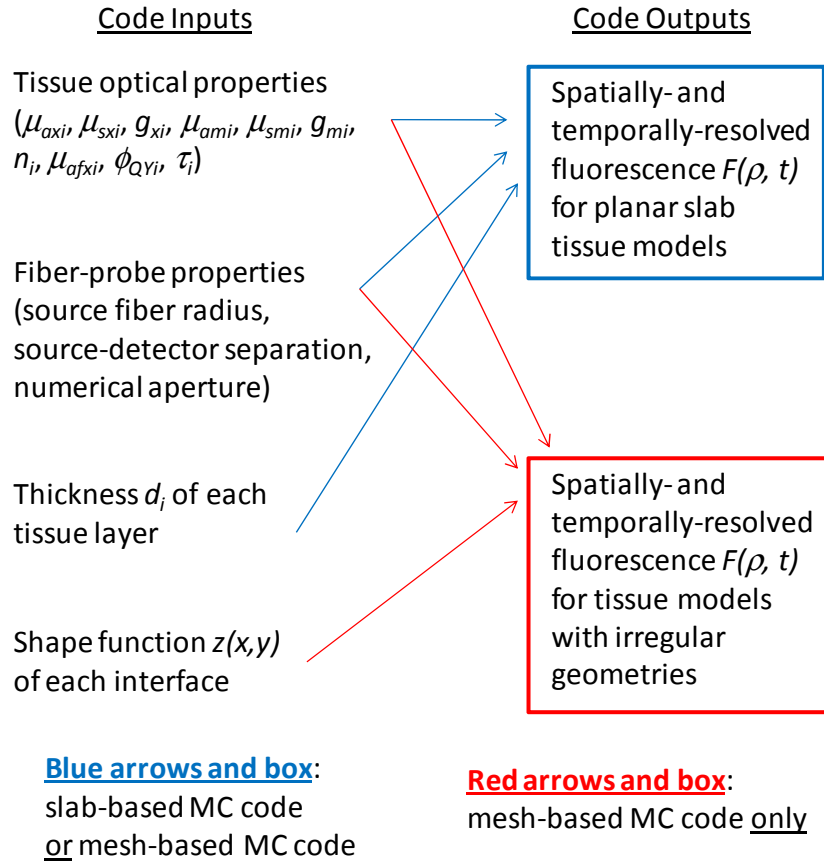 Code Inputs
Tissue optical properties
(μaxi, μsxi, gxi, μami, μsmi, gmi,
ni, μafxi, ϕQYi, τi)
Fiber-probe properties
(source fiber radius,
source-detector separation,
numerical aperture)
Thickness di of each
tissue layer
Shape function z(x,y)
of each interface
Code Outputs
Spatially- and
temporally-resolved
fluorescence F(ρ, t)
for planar slab
tissue models
Spatially- and
temporally-resolved
fluorescence F(ρ, t)
for tissue models
with irregular
geometries
Blue arrows and box:
slab-based MC code
or mesh-based MC code
Red arrows and box:
mesh-based MC code only